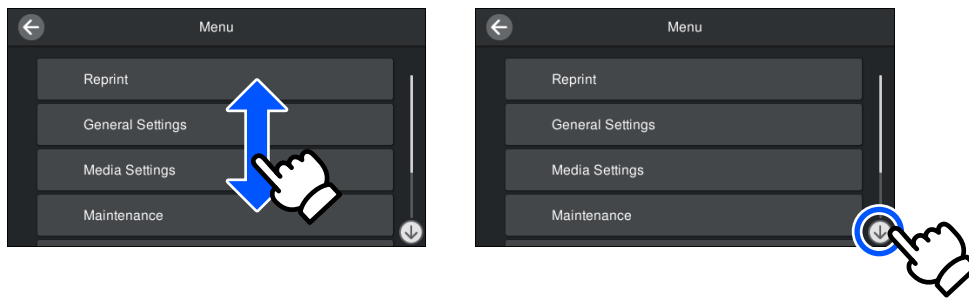 Menu
Reprint
General Settings
Media Settings
Maintenance
Menu
Reprint
General Settings
Media Settings
Maintenance